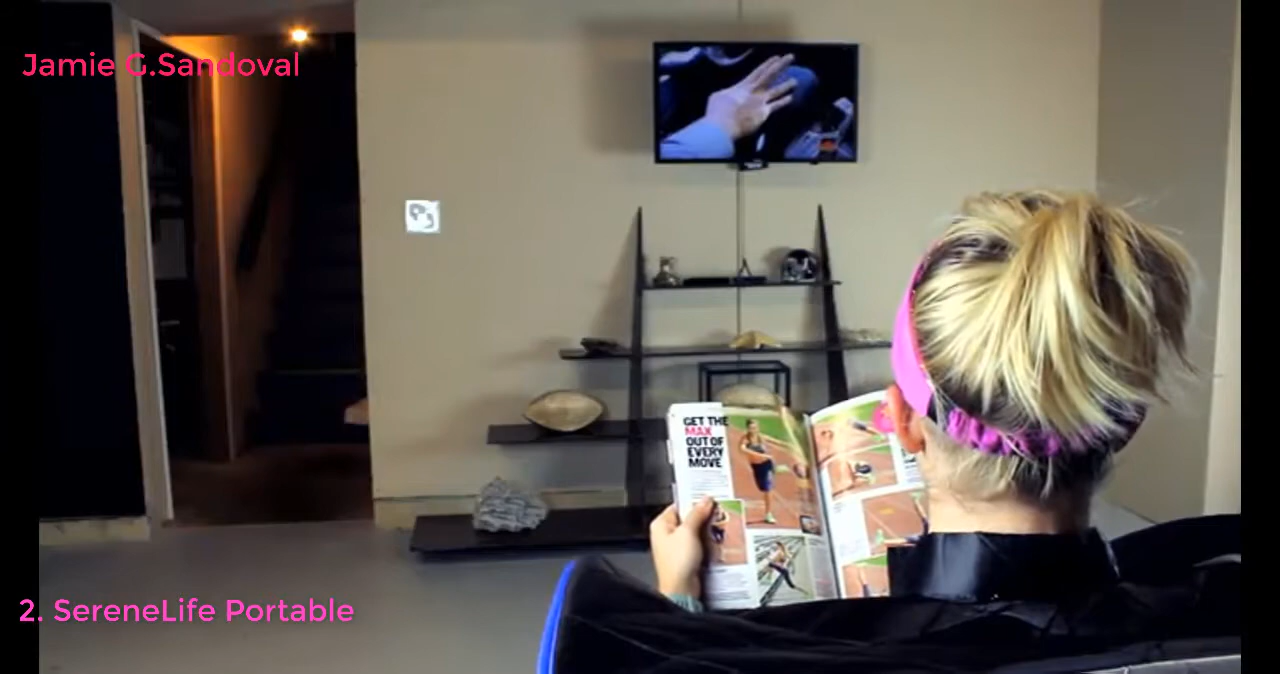 Jamie G.Sandoval
GET THE
MAX
OUT OF
EVERY
MOVE
2. SereneLife Portable